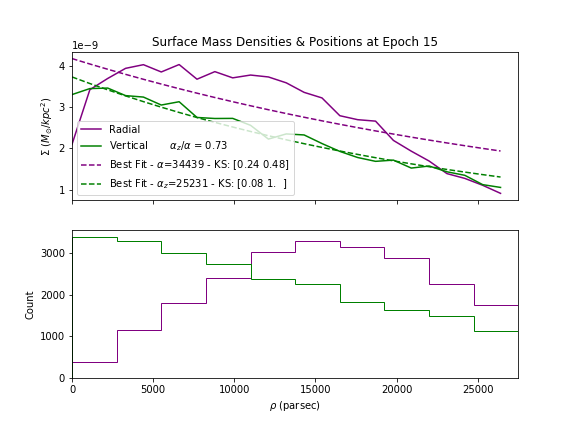 Surface Mass Densities & Positions at Epoch 15
1e−9
4
3
2
1
Σ (M⊙/kpc²)
Radial
Vertical αz/α = 0.73
Best Fit - α=34439 - KS: [0.24 0.48]
Best Fit - αz=25231 - KS: [0.08 1. ]
3000
2000
1000
0
Count
0 5000 10000 15000 20000 25000
ρ (parsec)